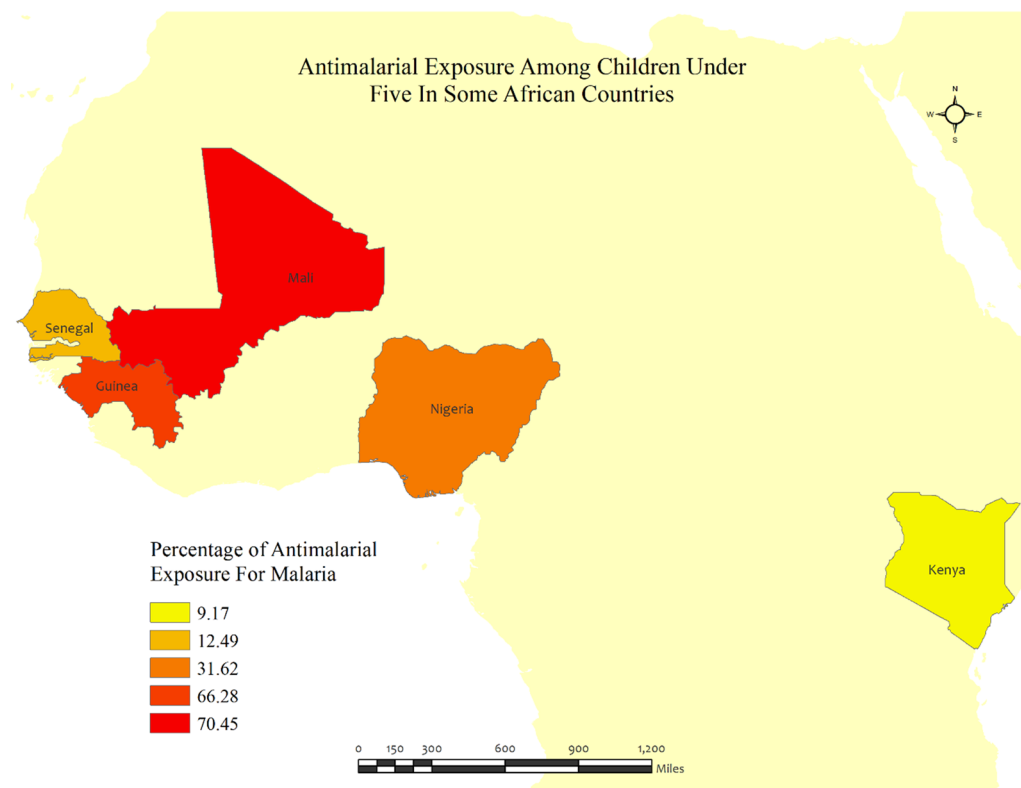 Antimalarial Exposure Among Children Under
Five In Some African Countries
N
W E
S
Mali
Senegal
Guinea
Nigeria
Kenya
Percentage of Antimalarial
Exposure For Malaria
9.17
12.49
31.62
66.28
70.45
0 150 300 600 900 1,200
Miles